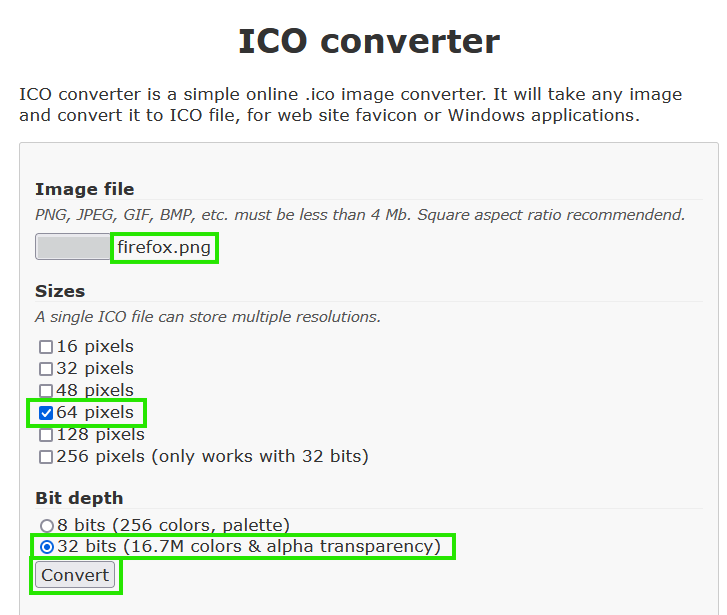 ICO converter
ICO converter is a simple online .ico image converter. It will take any image
and convert it to ICO file, for web site favicon or Windows applications.
Image file
PNG, JPEG, GIF, BMP, etc. must be less than 4 Mb. Square aspect ratio recommendend.
firefox.png
Sizes
A single ICO file can store multiple resolutions.
16 pixels
32 pixels
48 pixels
64 pixels
128 pixels
256 pixels (only works with 32 bits)
Bit depth
8 bits (256 colors, palette)
32 bits (16.7M colors & alpha transparency)
Convert